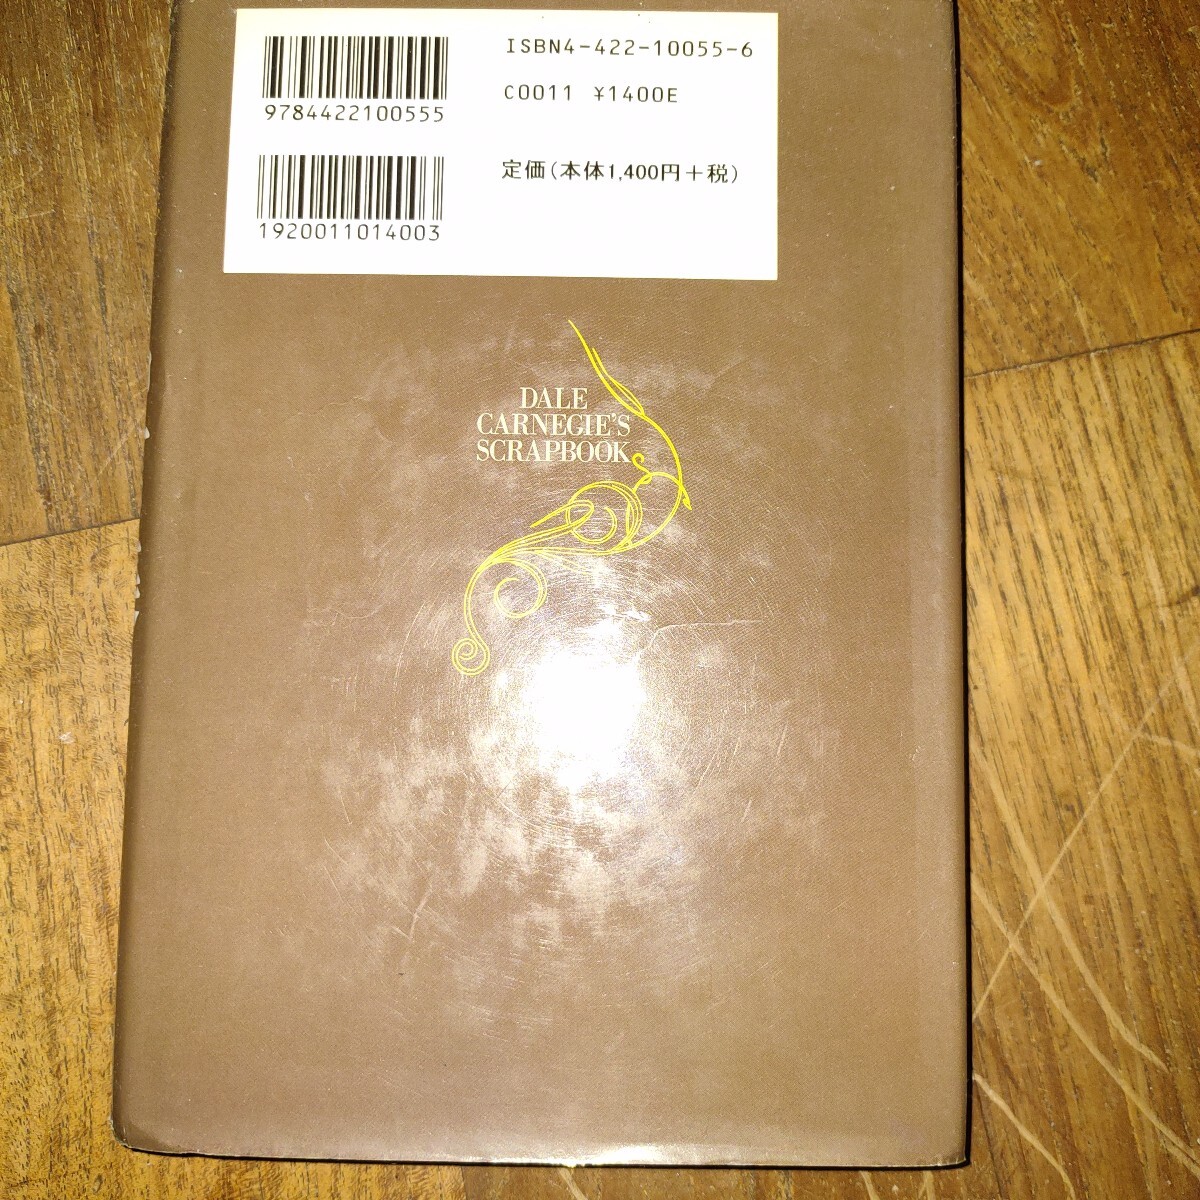 ISBN4-422-10055-6
C0011 ¥1400E
9784422100555
定価(本体1,400円+税)
1920011014003
DALE
CARNEGIE'S
SCRAPBOOK